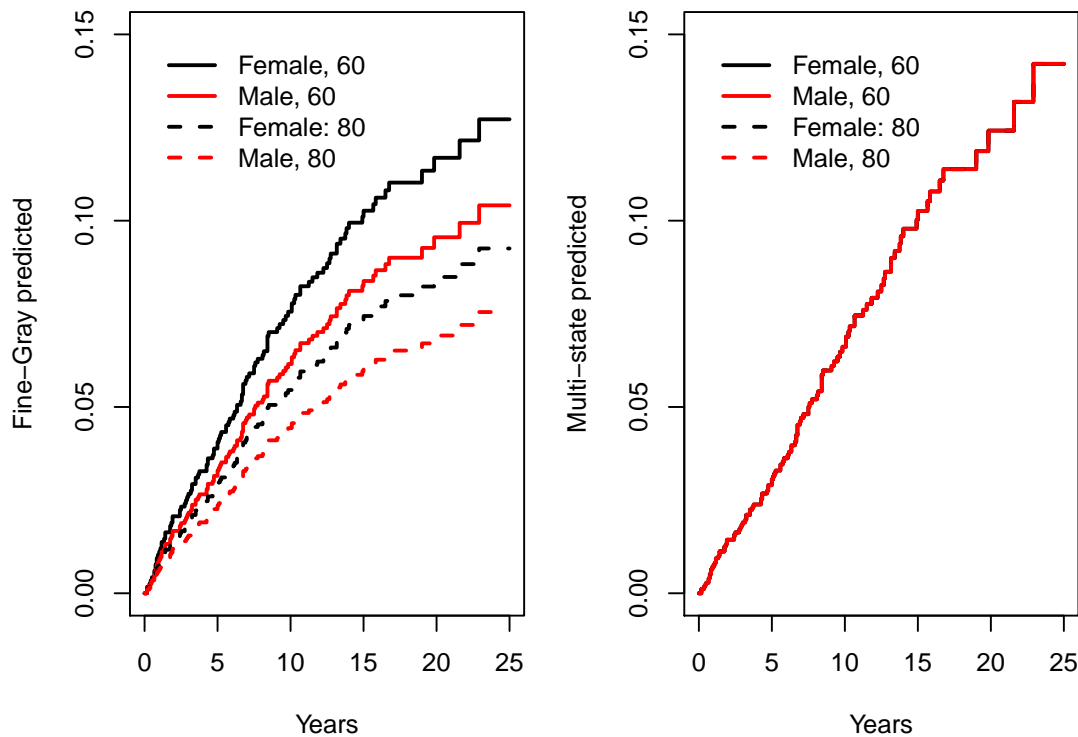 Fine−Gray predicted
0.15
0.10
0.05
0.00
Female, 60
Male, 60
Female: 80
Male, 80
0 5 10 15 20 25
Years
Multi−state predicted
0.15
0.10
0.05
0.00
Female, 60
Male, 60
Female: 80
Male, 80
0 5 10 15 20 25
Years